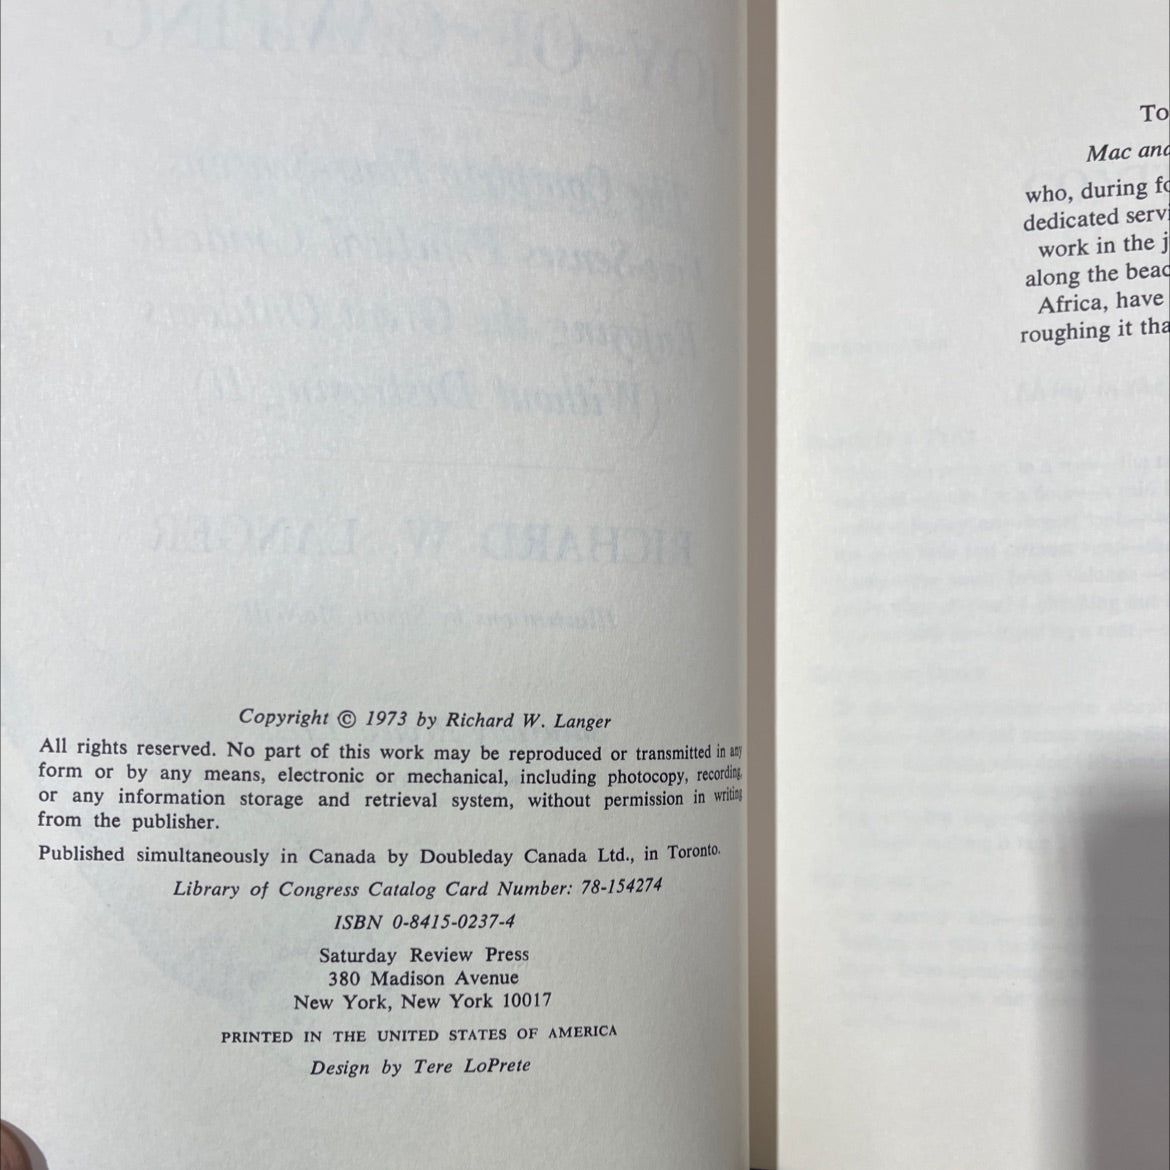 Copyright © 1973 by Richard W. Langer
All rights reserved. No part of this work may be reproduced or transmitted in any
form or by any means, electronic or mechanical, including photocopy, recording,
or any information storage and retrieval system, without permission in writing
from the publisher.
Published simultaneously in Canada by Doubleday Canada Ltd., in Toronto.
Library of Congress Catalog Card Number: 78-154274
ISBN 0-8415-0237-4
Saturday Review Press
380 Madison Avenue
New York, New York 10017
PRINTED IN THE UNITED STATES OF AMERICA
Design by Tere LoPrete
To
Mac and
who, during fo
dedicated servi
work in the j
along the beac
Africa, have
roughing it tha